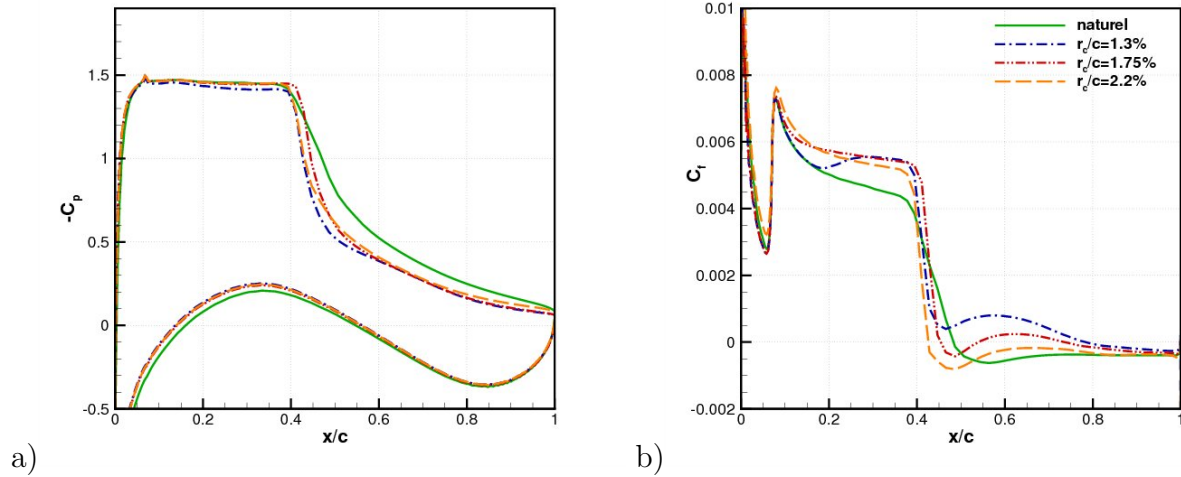 1.5
1
0.5
0
-0.5
-C_p
0
0.2
0.4
0.6
0.8
1
x/c
a)
0.01
0.008
0.006
0.004
0.002
0
-0.002
C_f
naturel
r_c/c=1.3%
r_c/c=1.75%
r_c/c=2.2%
0
0.2
0.4
0.6
0.8
1
x/c
b)